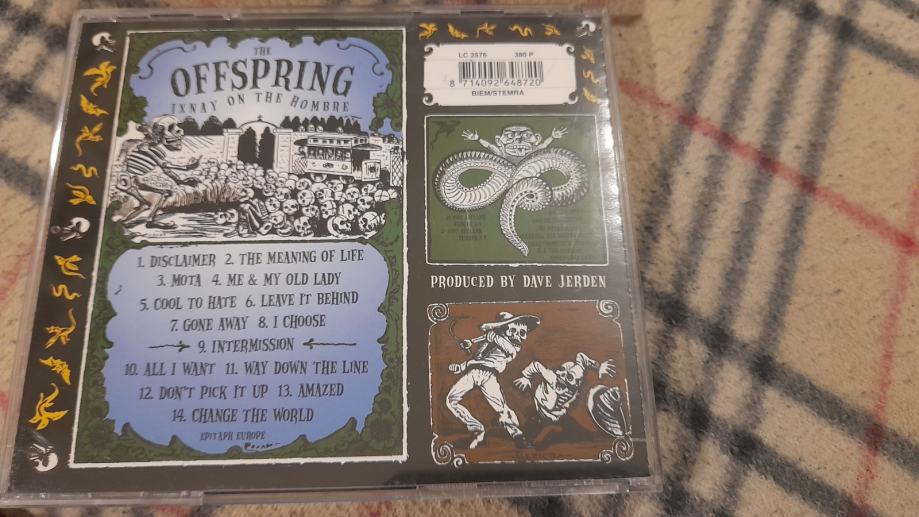 THE
OFFSPRING
IXNAY ON THE HOMBRE
1. DISCLAIMER 2. THE MEANING OF LIFE
3. MOTA 4. ME & MY OLD LADY
5. COOL TO HATE 6. LEAVE IT BEHIND
7. GONE AWAY 8. I CHOOSE
9. INTERMISSION
10. ALL I WANT 11. WAY DOWN THE LINE
12. DON'T PICK IT UP 13. AMAZED
14. CHANGE THE WORLD
EPITAPH EUROPE
LC 2576 380 P
8 714092 648720
BIEM/STEMRA
PRODUCED BY DAVE JERDEN